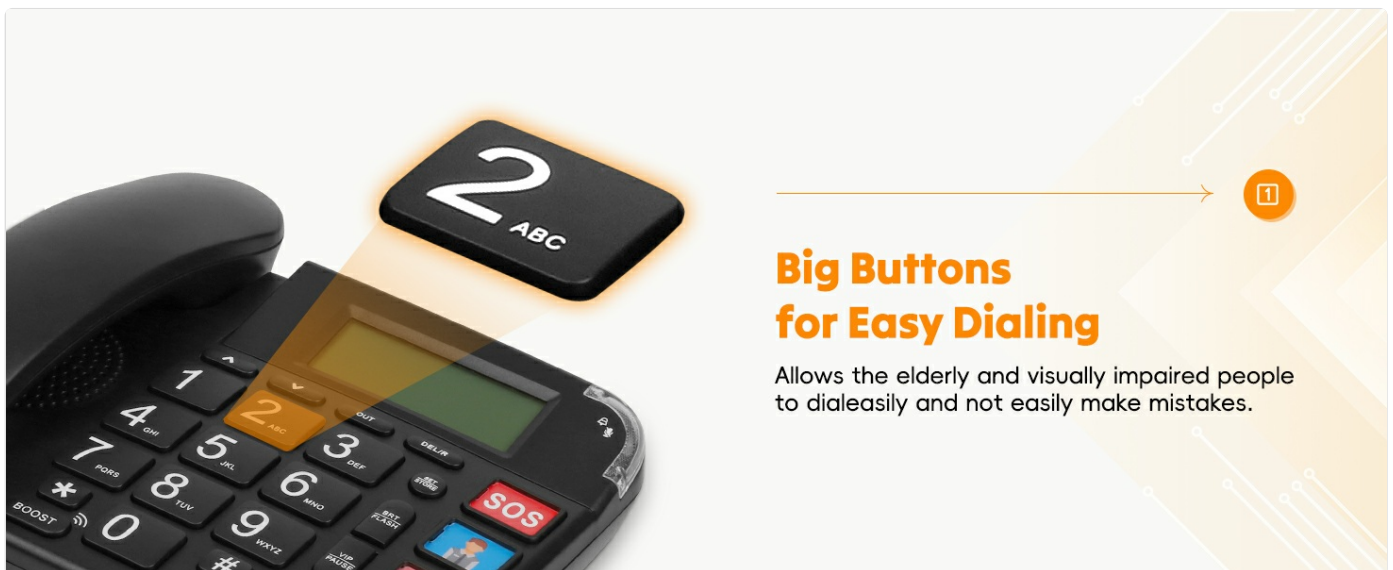 2 ABC
1
Big Buttons
for Easy Dialing
Allows the elderly and visually impaired people
to dialeasily and not easily make mistakes.
1
2 ABC
OUT
3 DEF
DEL/R
4 GHI
5 JKL
6 MNO
SET
STORE
SOS
7 PQRS
8 TUV
9 WXYZ
BRT
FLASH
*
0
#
VIP
PAUSE
BOOST